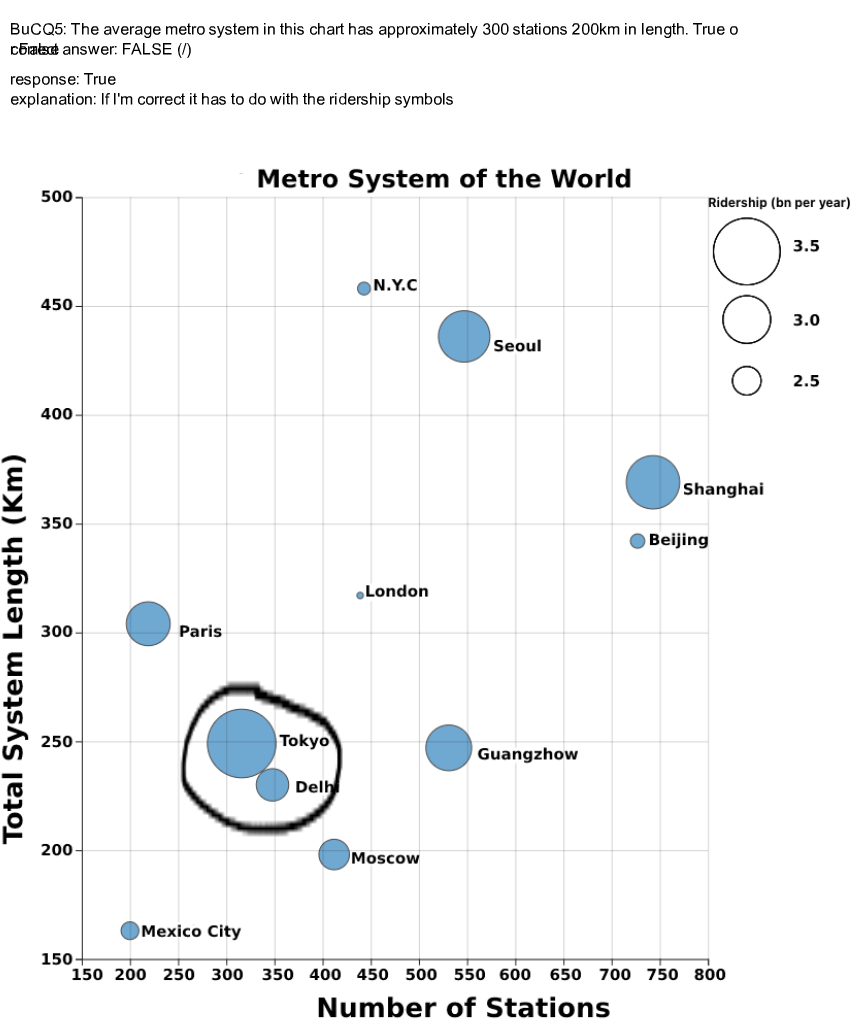 BuCQ5: The average metro system in this chart has approximately 300 stations 200km in length. True o
r False
correct answer: FALSE (/)
response: True
explanation: If I'm correct it has to do with the ridership symbols
Metro System of the World
Ridership (bn per year)
3.5
3.0
2.5
Total System Length (Km)
500
450
400
350
300
250
200
150
N.Y.C
Seoul
Shanghai
Beijing
London
Paris
Tokyo
Guangzhow
Delhi
Moscow
Mexico City
150 200 250 300 350 400 450 500 550 600 650 700 750 800
Number of Stations